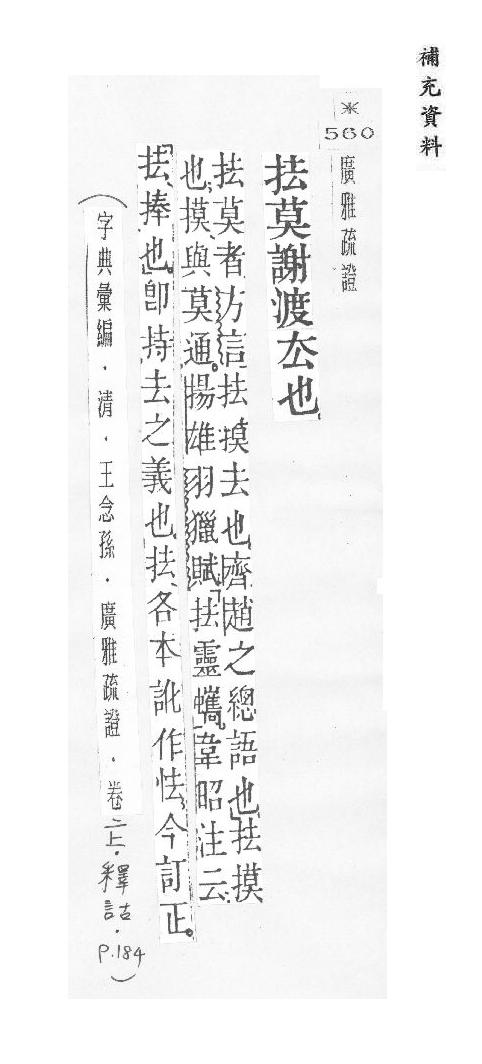 補充資料
※
560
廣雅疏證
抾莫謝渡厺也
抾莫者方言抾摸去也齊趙之總語也抾摸
也摸與莫通。揚雄羽獵賦「抾靈蠵」韋昭注云:
「抾,捧也」即持去之義也抾、各本訛作怯、今訂正。
(字典彙編.清.王念孫.廣雅疏證.卷二上.釋詁.P.184)